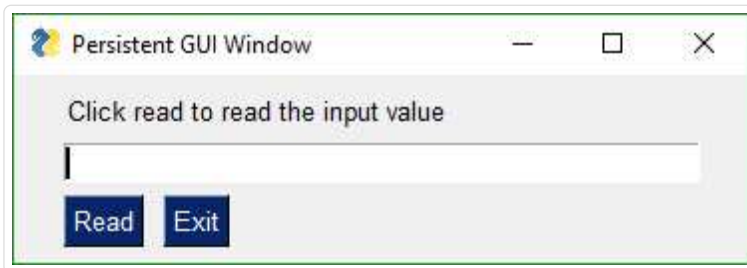 Persistent GUI Window
Click read to read the input value
Read Exit